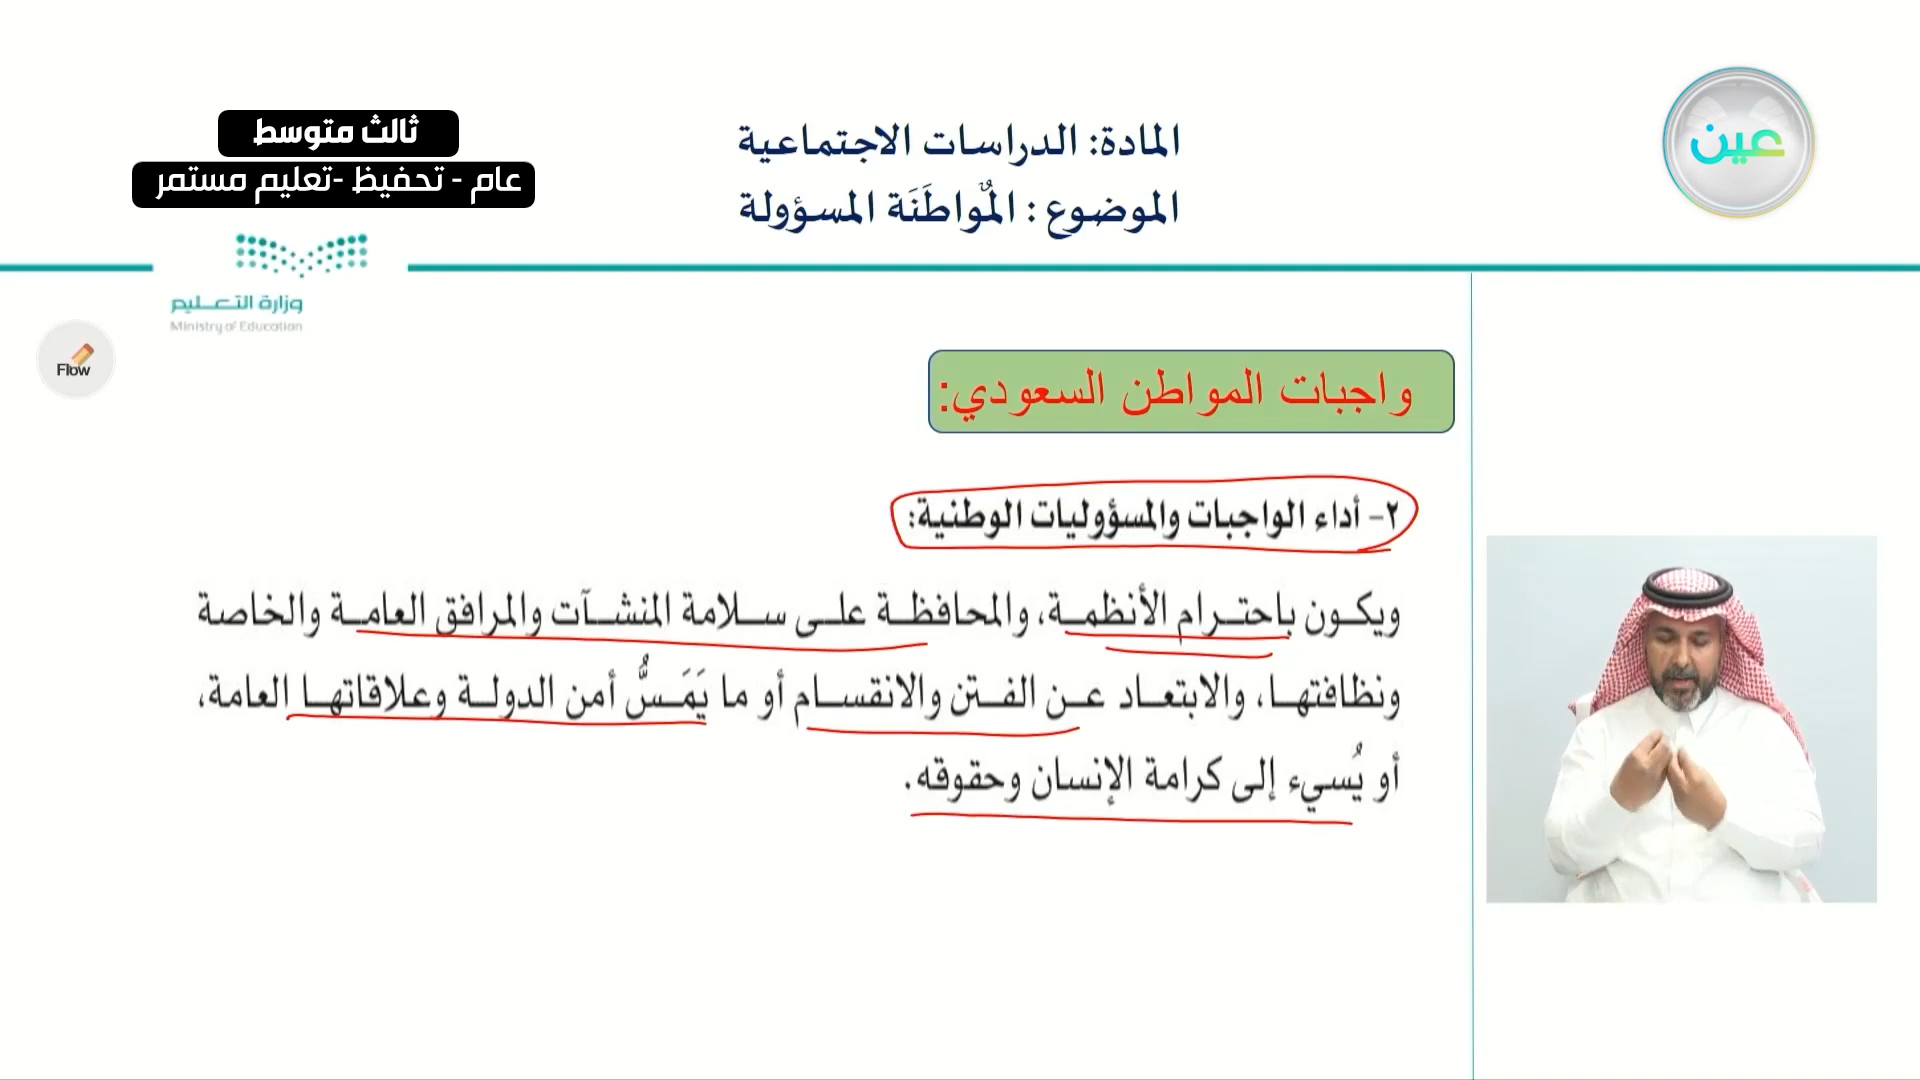 عين
المادة: الدراسات الاجتماعية
الموضوع : المُواطَنَة المسؤولة
ثالث متوسط
عام - تحفيظ -تعليم مستمر
وزارة التعليم
Ministry of Education
Flow
واجبات المواطن السعودي:
٢- أداء الواجبات والمسؤوليات الوطنية:
ويكون باحترام الأنظمة، والمحافظة على سلامة المنشآت والمرافق العامة والخاصة
ونظافتها، والابتعاد عن الفتن والانقسام أو ما يَمَسُّ أمن الدولة وعلاقاتها العامة،
أو يُسيء إلى كرامة الإنسان وحقوقه.